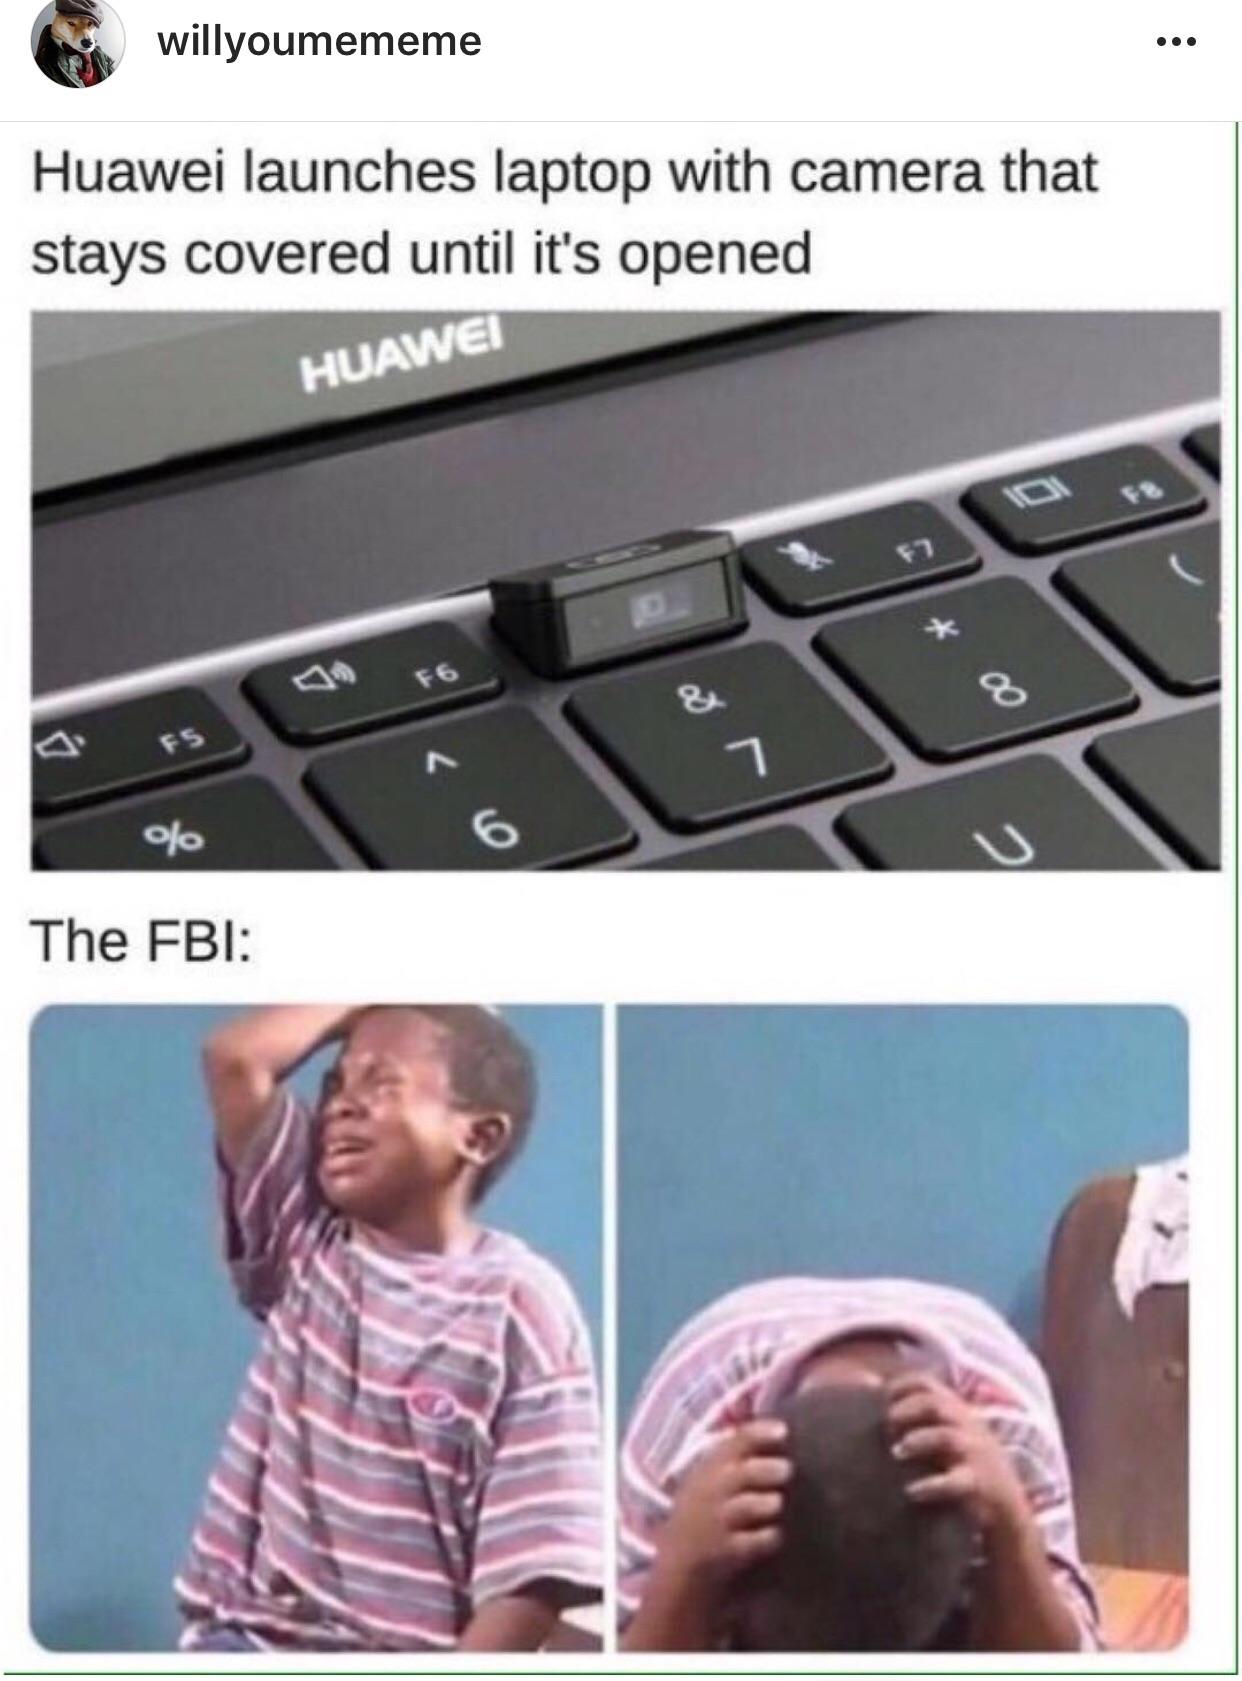 willyoumememe
Huawei launches laptop with camera that
stays covered until it's opened
HUAWEI
F8
F7
(
*
8
F6
&
7
F5
^
6
%
U
The FBI: